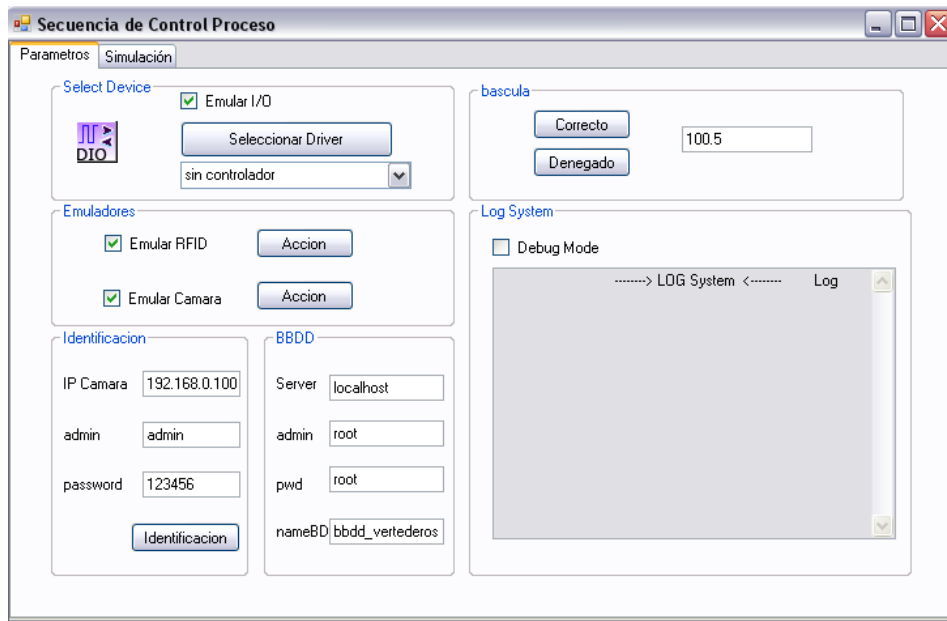 Secuencia de Control Proceso
Parametros
Simulación
Select Device
Emular I/O
DIO
Seleccionar Driver
sin controlador
bascula
Correcto
100.5
Denegado
Emuladores
Emular RFID
Accion
Emular Camara
Accion
Log System
Debug Mode
--------> LOG System <-------- Log
Identificacion
IP Camara 192.168.0.100
admin admin
password 123456
Identificacion
BBDD
Server localhost
admin root
pwd root
nameBD bbdd_vertederos